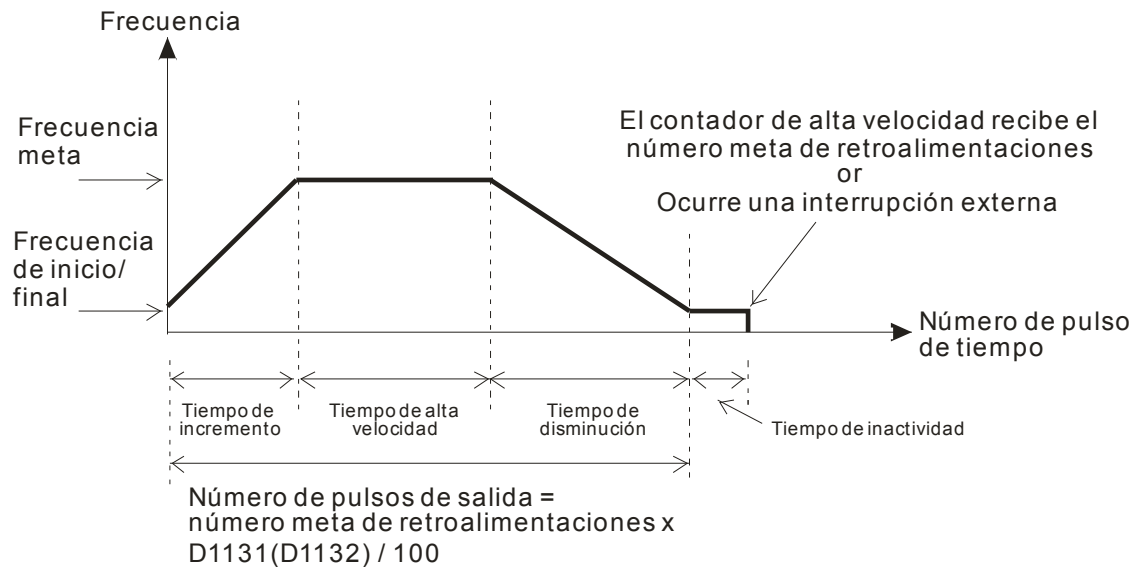 Frecuencia
Frecuencia
meta
El contador de alta velocidad recibe el
número meta de retroalimentaciones
or
Ocurre una interrupción externa
Frecuencia
de inicio/
final
Número de pulso
de tiempo
Tiempo de
incremento
Tiempo de alta
velocidad
Tiempo de
disminución
Tiempo de inactividad
Número de pulsos de salida =
número meta de retroalimentaciones x
D1131(D1132) / 100